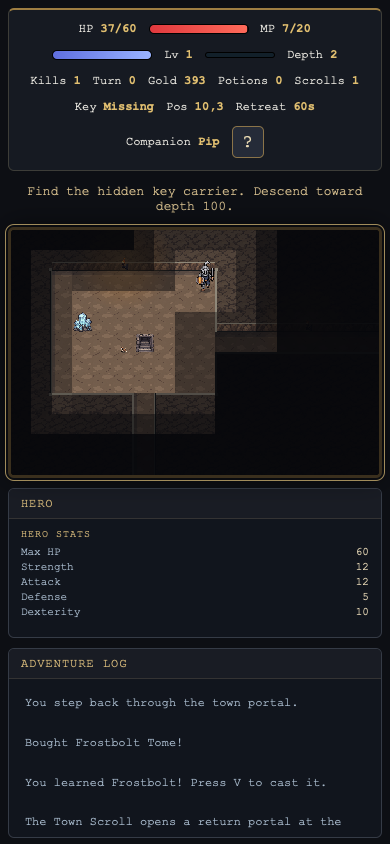 HP 37/60 MP 7/20
Lv 1 Depth 2
Kills 1 Turn 0 Gold 393 Potions 0 Scrolls 1
Key Missing Pos 10,3 Retreat 60s
Companion Pip ?
Find the hidden key carrier. Descend toward
depth 100.
HERO
HERO STATS
Max HP 60
Strength 12
Attack 12
Defense 5
Dexterity 10
ADVENTURE LOG
You step back through the town portal.
Bought Frostbolt Tome!
You learned Frostbolt! Press V to cast it.
The Town Scroll opens a return portal at the